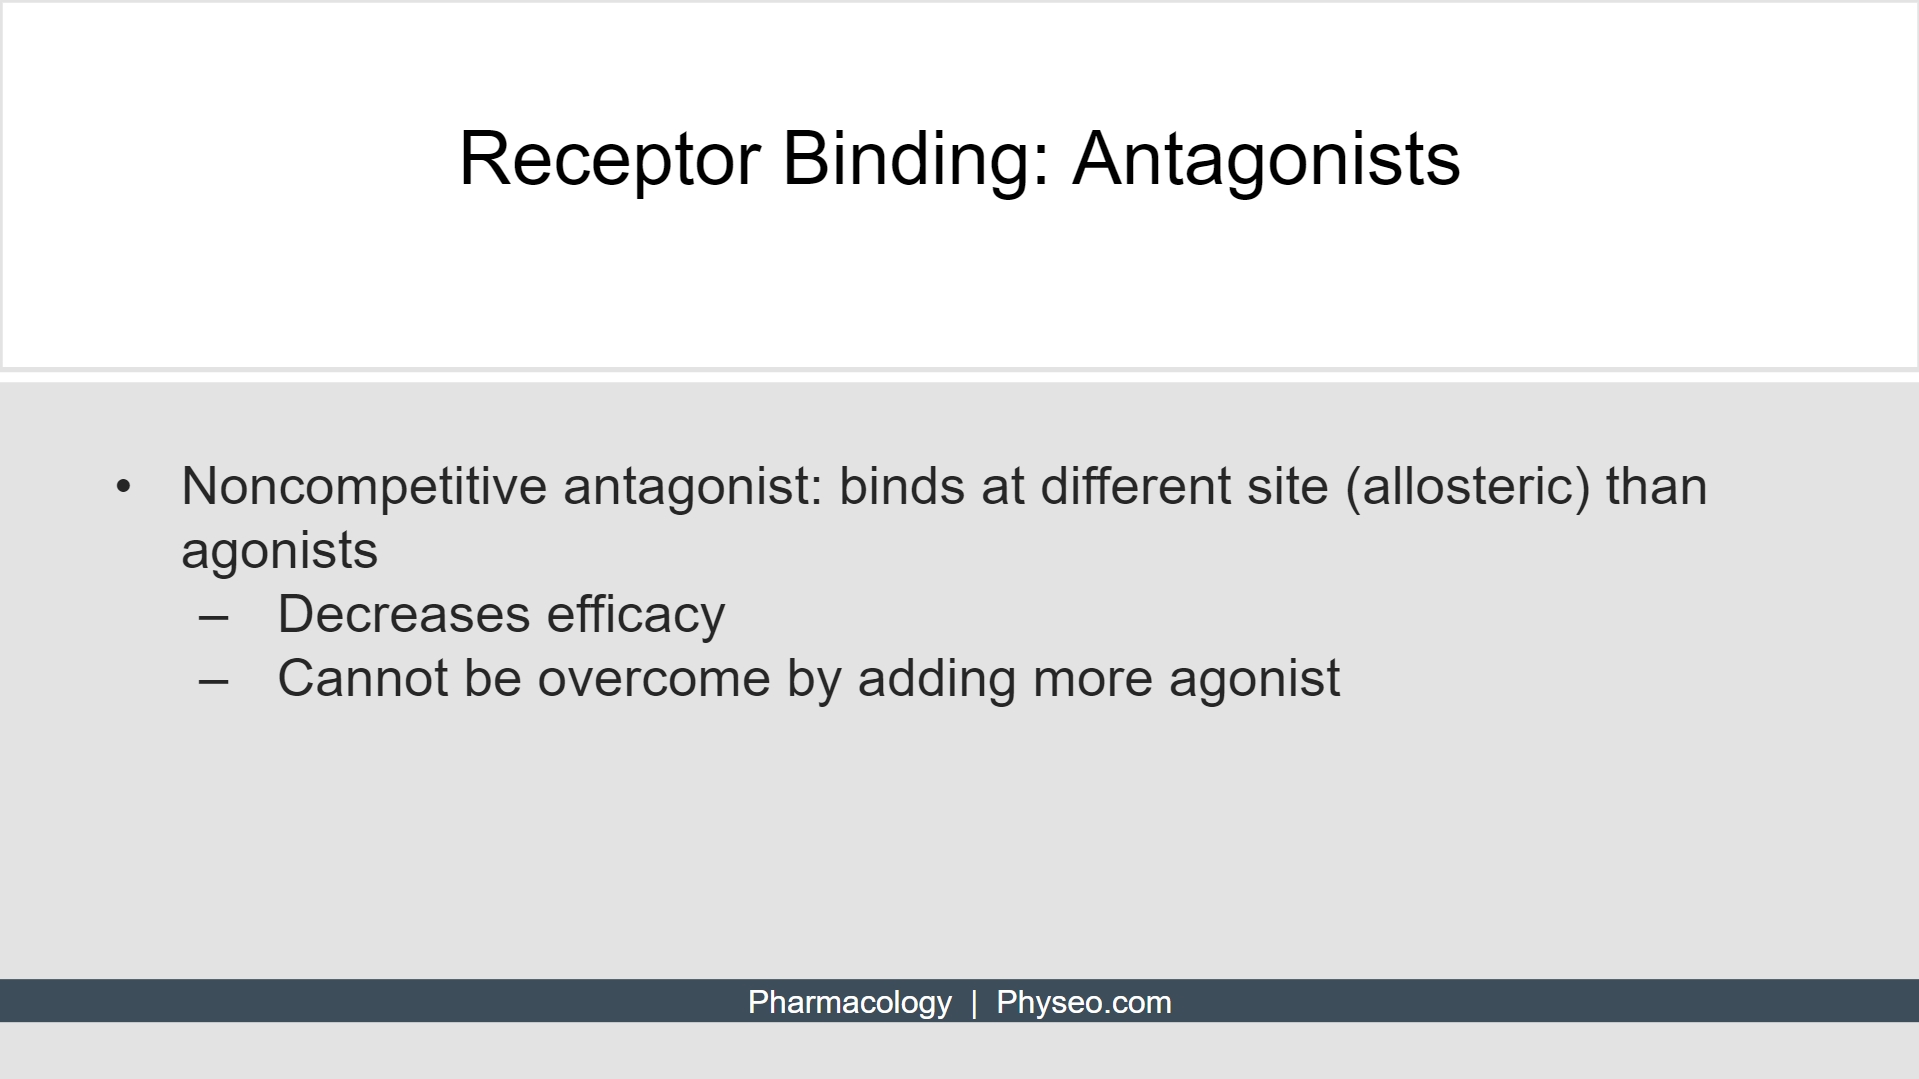 Receptor Binding: Antagonists
• Noncompetitive antagonist: binds at different site (allosteric) than
agonists
– Decreases efficacy
– Cannot be overcome by adding more agonist
Pharmacology | Physeo.com